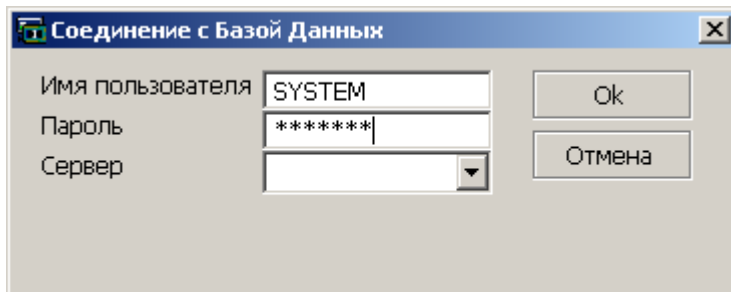 Соединение с Базой Данных
Имя пользователя SYSTEM
Ok
Пароль *******
Отмена
Сервер